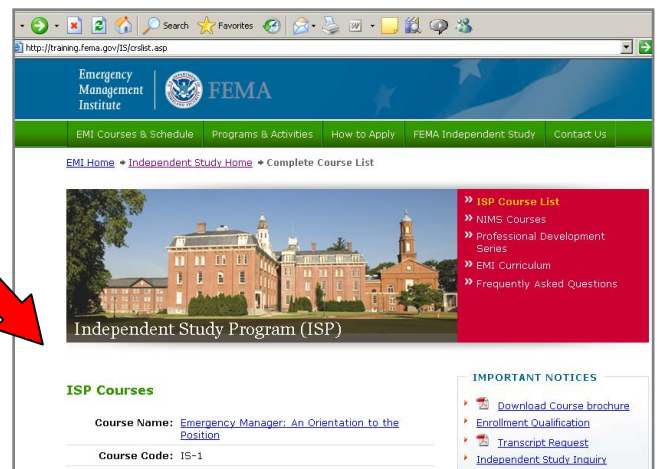 Search Favorites
http://training.fema.gov/IS/crslist.asp
Emergency
Management
Institute
FEMA
EMI Courses & Schedule Programs & Activities How to Apply FEMA Independent Study Contact Us
EMI Home Independent Study Home Complete Course List
» ISP Course List
» NIMS Courses
» Professional Development
Series
» EMI Curriculum
» Frequently Asked Questions
Independent Study Program (ISP)
ISP Courses
Course Name: Emergency Manager: An Orientation to the
Position
Course Code: IS-1
IMPORTANT NOTICES
Download Course brochure
Enrollment Qualification
Transcript Request
Independent Study Inquiry